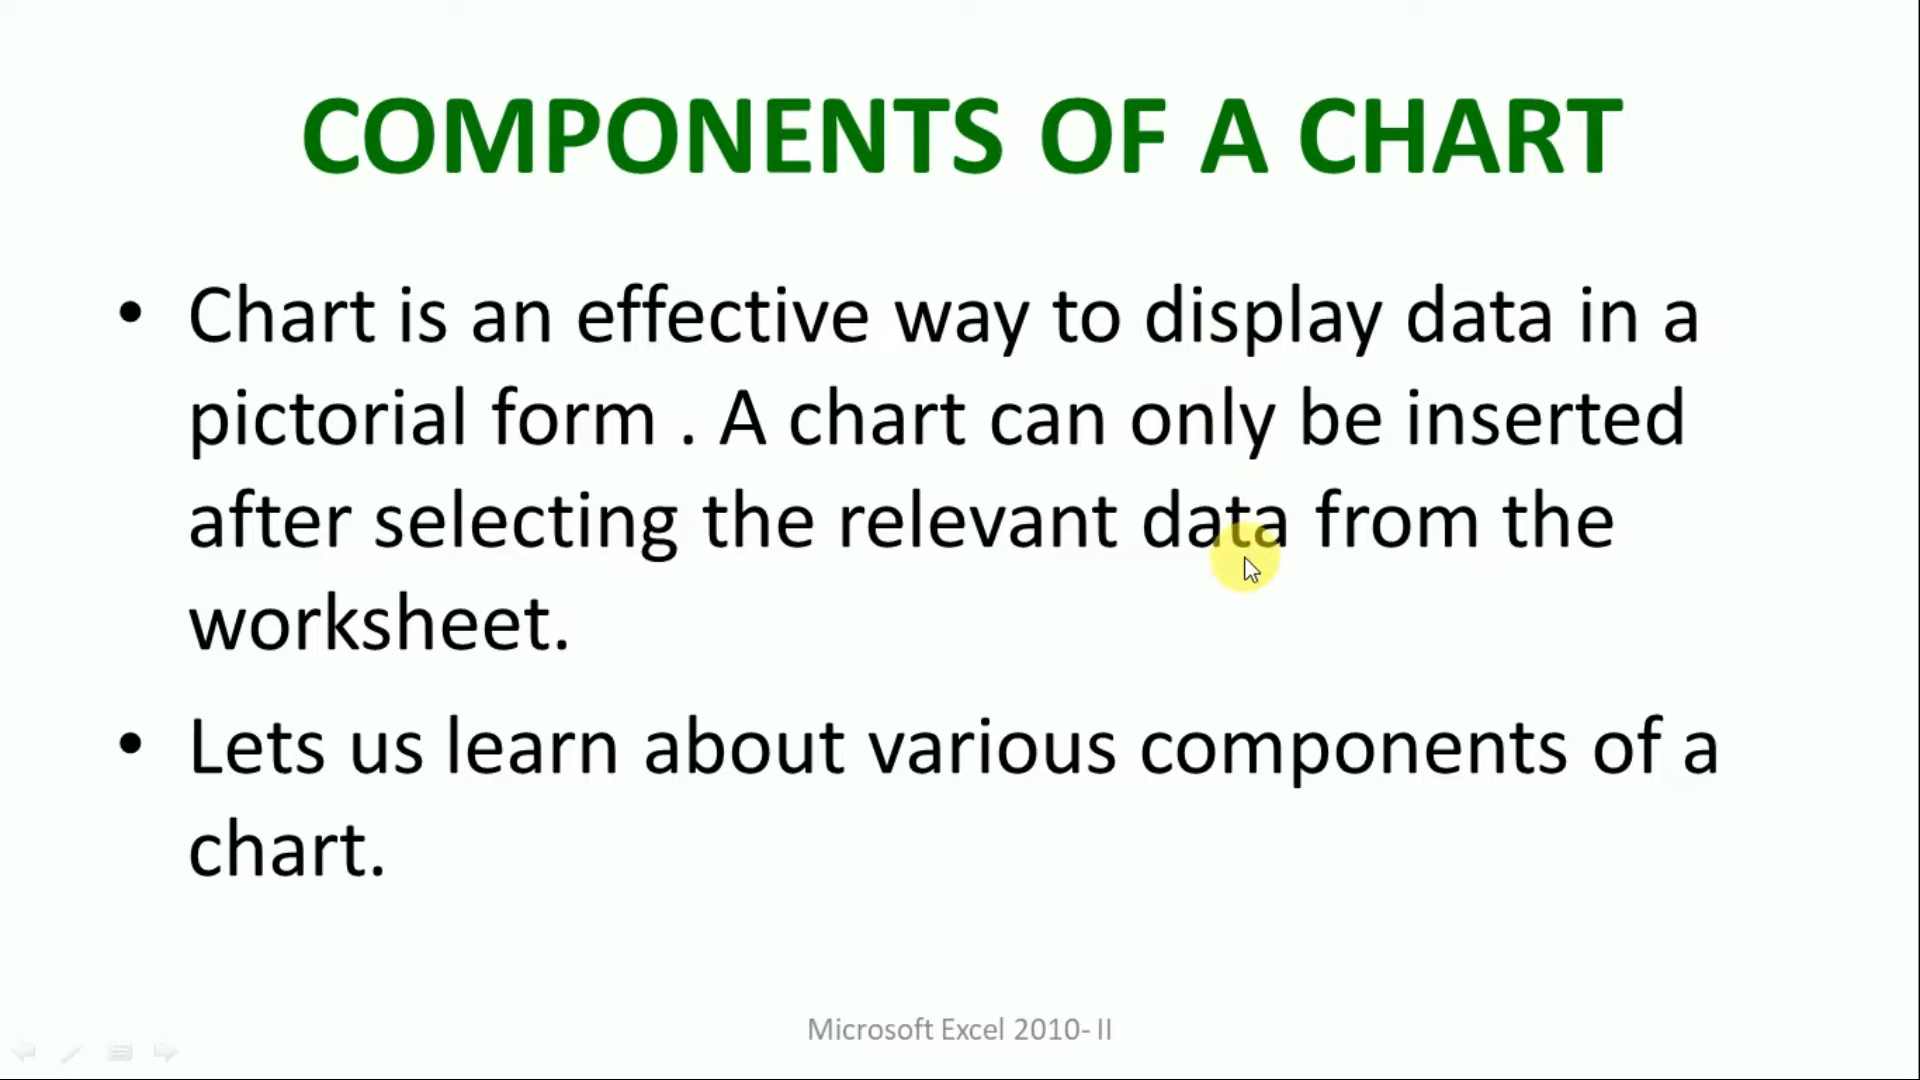 COMPONENTS OF A CHART
• Chart is an effective way to display data in a
pictorial form . A chart can only be inserted
after selecting the relevant data from the
worksheet.
• Lets us learn about various components of a
chart.
Microsoft Excel 2010- II